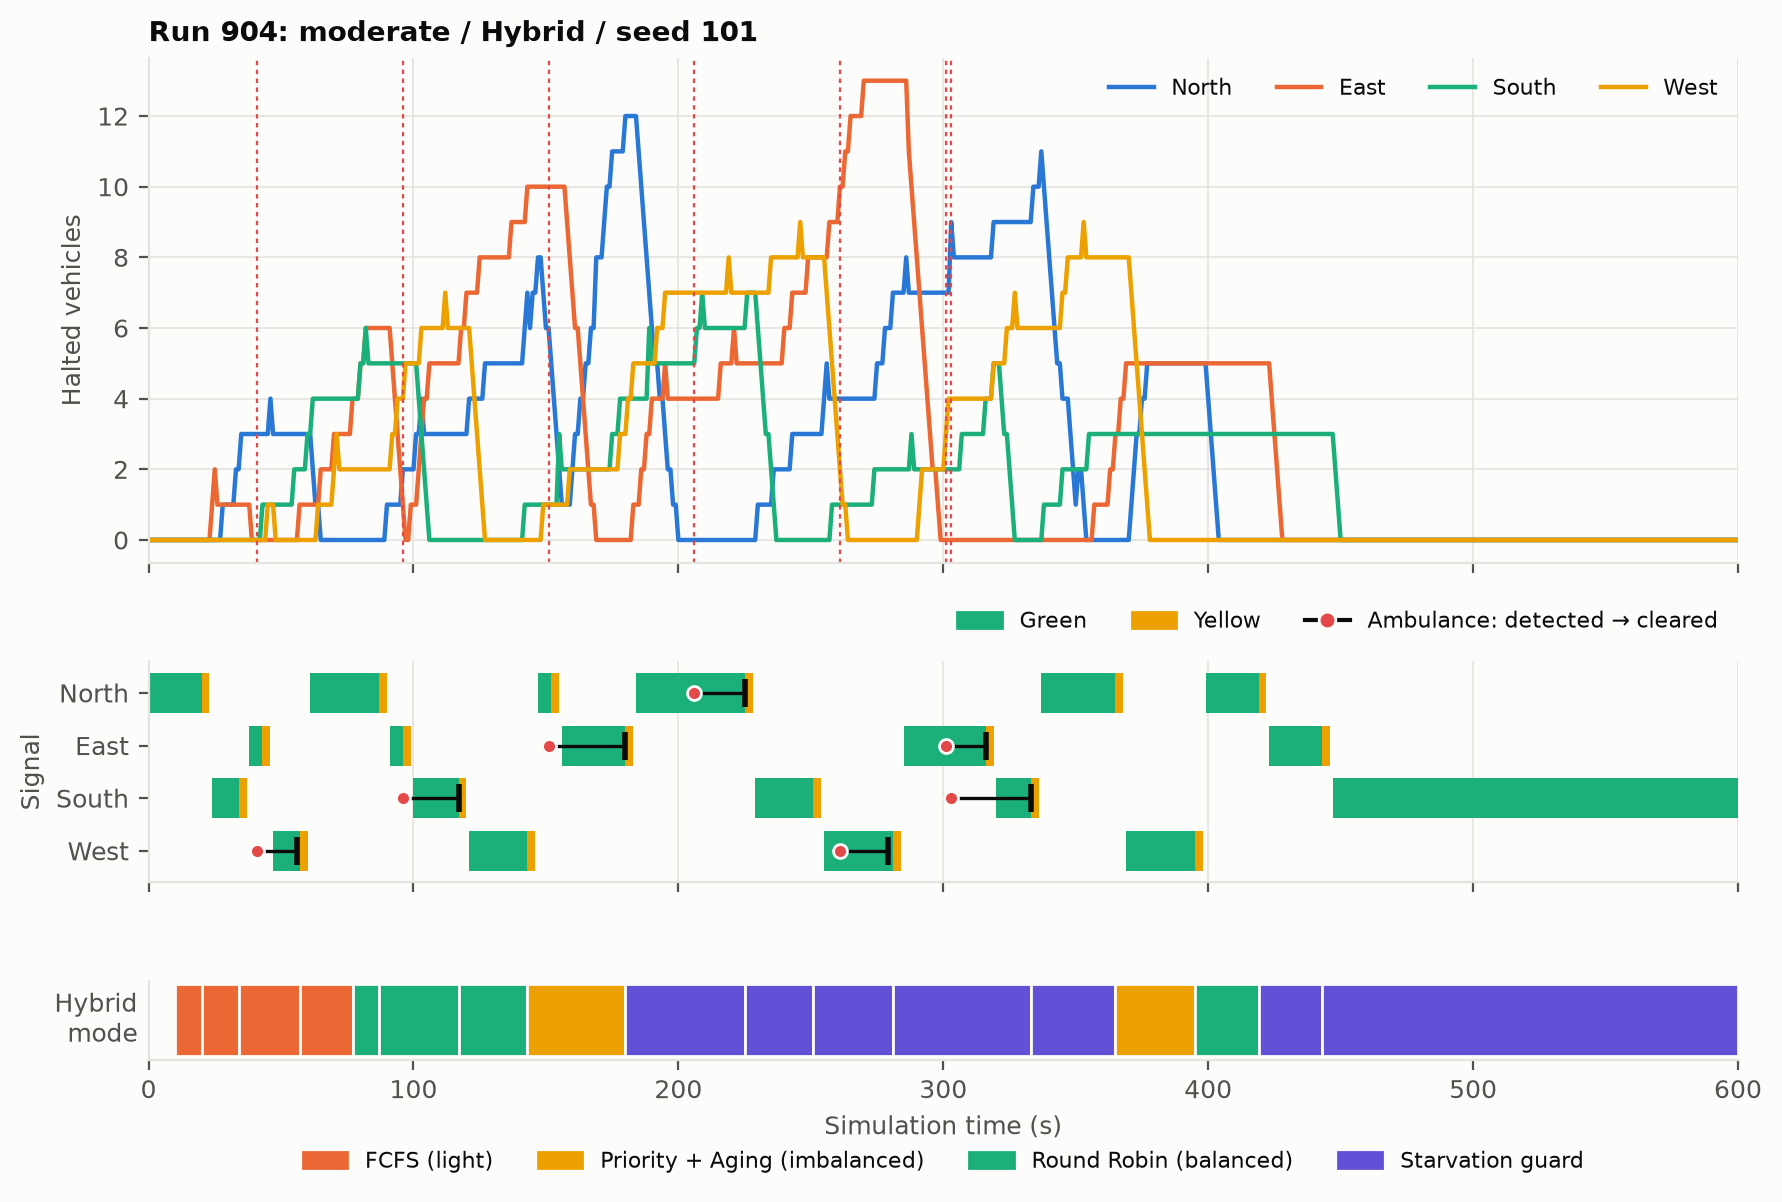 Run 904: moderate / Hybrid / seed 101
North East South West
Halted vehicles
12
10
8
6
4
2
0
Green Yellow Ambulance: detected → cleared
Signal
North
East
South
West
Hybrid
mode
0 100 200 300 400 500 600
Simulation time (s)
FCFS (light) Priority + Aging (imbalanced) Round Robin (balanced) Starvation guard